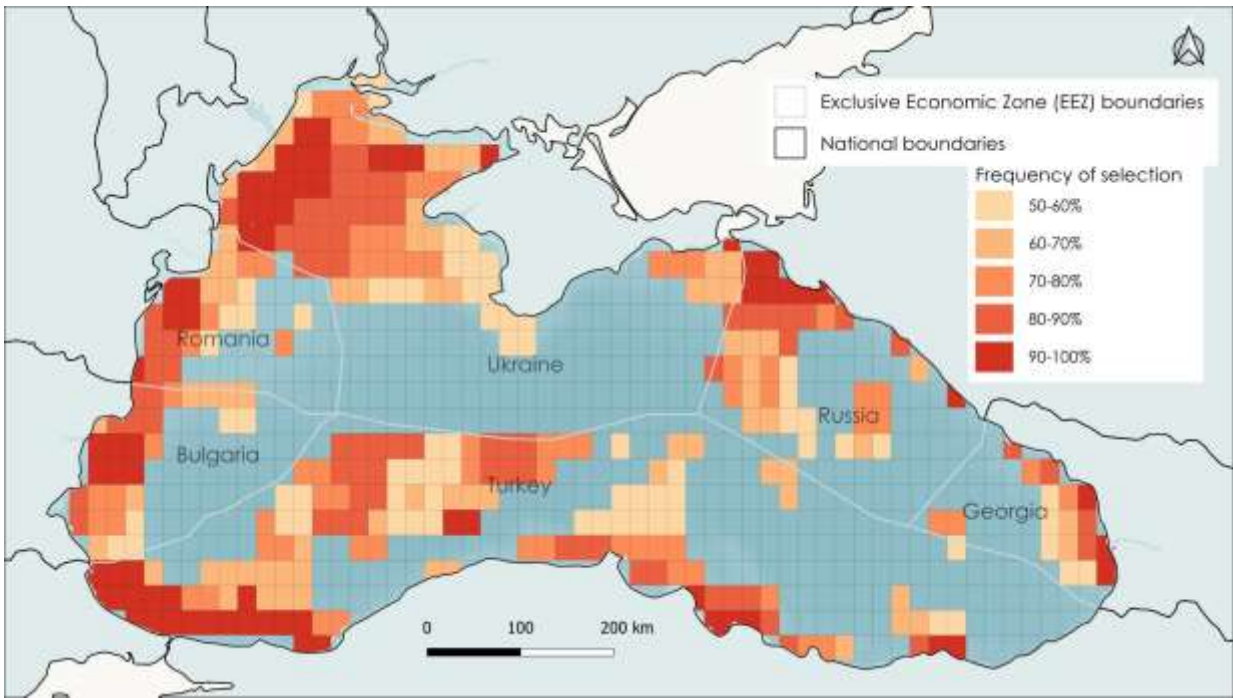 Exclusive Economic Zone (EEZ) boundaries
National boundaries
Frequency of selection
50-60%
60-70%
70-80%
80-90%
90-100%
Romania
Ukraine
Russia
Bulgaria
Turkey
Georgia
0 100 200 km